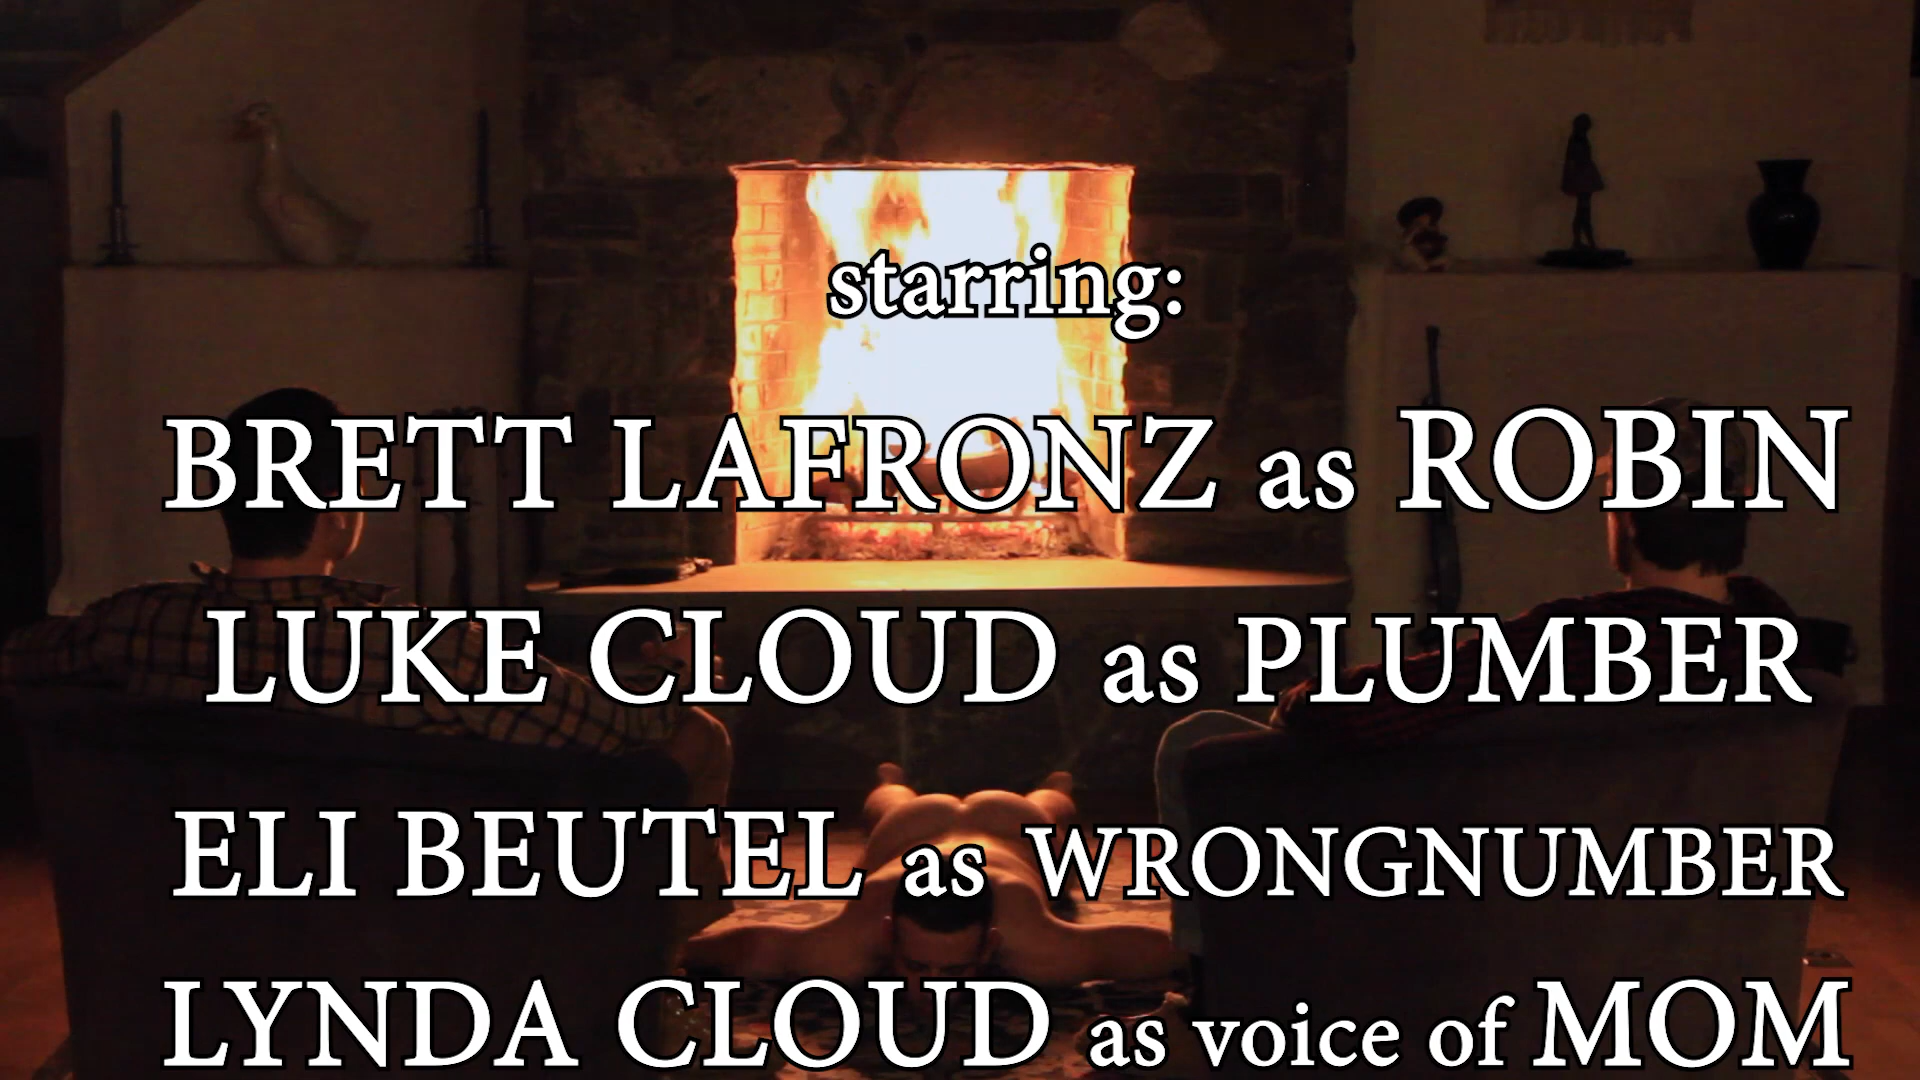 starring:
BRETT LAFRONZ as ROBIN
LUKE CLOUD as PLUMBER
ELI BEUTEL as WRONGNUMBER
LYNDA CLOUD as voice of MOM